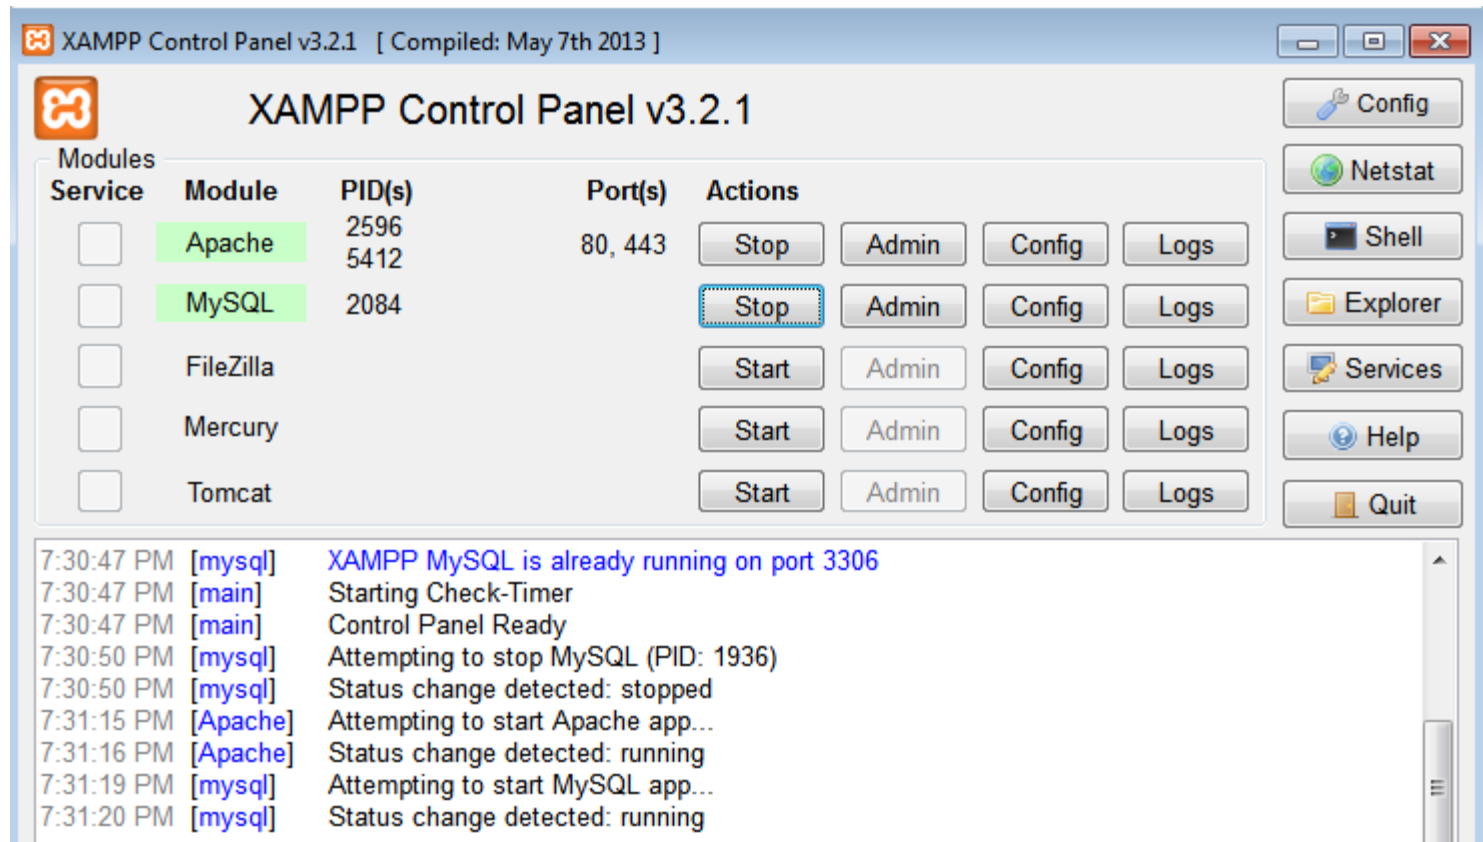 XAMPP Control Panel v3.2.1 [ Compiled: May 7th 2013 ]
XAMPP Control Panel v3.2.1
Config
Netstat
Shell
Explorer
Services
Help
Quit
Modules
Service Module PID(s) Port(s) Actions
Apache 2596 5412 80, 443 Stop Admin Config Logs
MySQL 2084 Stop Admin Config Logs
FileZilla Start Admin Config Logs
Mercury Start Admin Config Logs
Tomcat Start Admin Config Logs
7:30:47 PM [mysql] XAMPP MySQL is already running on port 3306
7:30:47 PM [main] Starting Check-Timer
7:30:47 PM [main] Control Panel Ready
7:30:50 PM [mysql] Attempting to stop MySQL (PID: 1936)
7:30:50 PM [mysql] Status change detected: stopped
7:31:15 PM [Apache] Attempting to start Apache app...
7:31:16 PM [Apache] Status change detected: running
7:31:19 PM [mysql] Attempting to start MySQL app...
7:31:20 PM [mysql] Status change detected: running